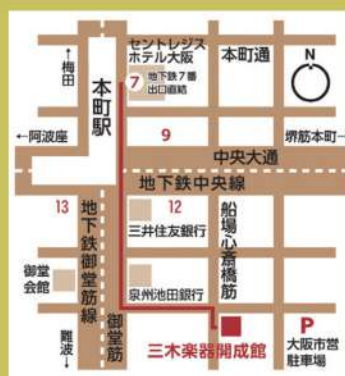 セントレジス
ホテル大阪
本町通
N
←梅田
本町駅
7
地下鉄7番
出口直結
←阿波座
9
堺筋本町→
中央大通
地下鉄中央線
13
12
地下鉄御堂筋線
三井住友銀行
船場心斎橋筋
御堂
会館
泉州池田銀行
難波→
御堂筋
三木楽器開成館
P
大阪市営
駐車場